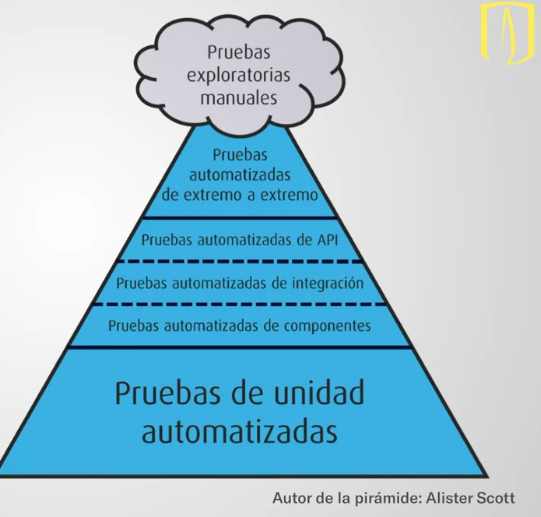 Pruebas
exploratorias
manuales
Pruebas
automatizadas
de extremo a extremo
Pruebas automatizadas de API
Pruebas automatizadas de integración
Pruebas automatizadas de componentes
Pruebas de unidad
automatizadas
Autor de la pirámide: Alister Scott